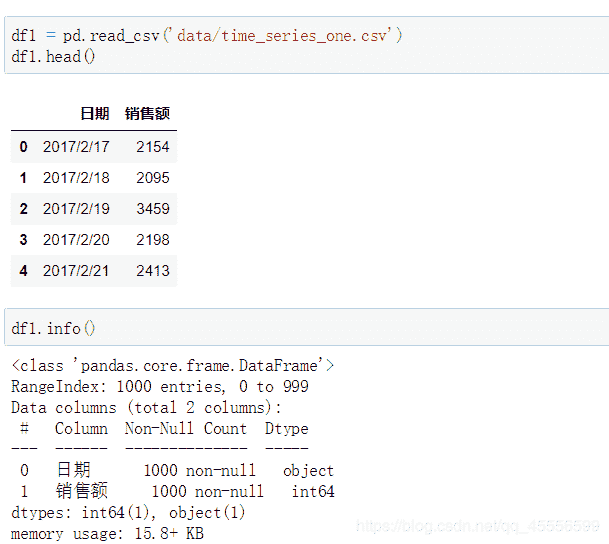 df1 = pd.read_csv('data/time_series_one.csv')
df1.head()
日期 销售额
0 2017/2/17 2154
1 2017/2/18 2095
2 2017/2/19 3459
3 2017/2/20 2198
4 2017/2/21 2413
df1.info()
<class 'pandas.core.frame.DataFrame'>
RangeIndex: 1000 entries, 0 to 999
Data columns (total 2 columns):
# Column Non-Null Count Dtype
--- ------ -------------- -----
0 日期 1000 non-null object
1 销售额 1000 non-null int64
dtypes: int64(1), object(1)
memory usage: 15.8+ KB
https://blog.csdn.net/qq_45556599